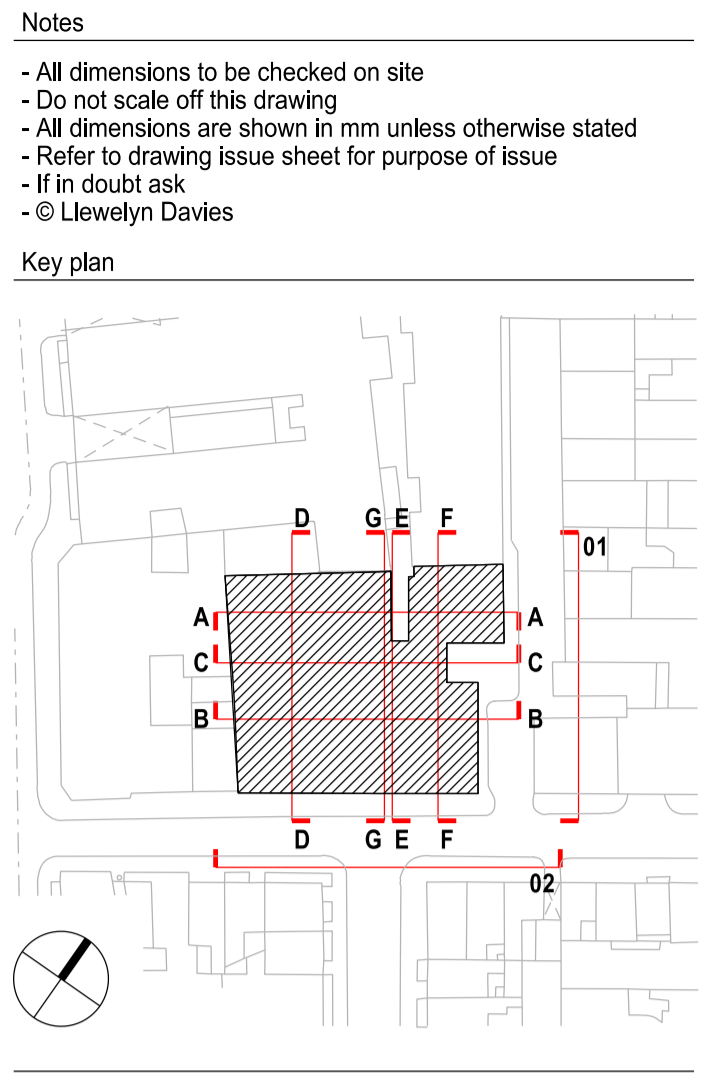 Notes
- All dimensions to be checked on site
- Do not scale off this drawing
- All dimensions are shown in mm unless otherwise stated
- Refer to drawing issue sheet for purpose of issue
- If in doubt ask
- © Llewelyn Davies
Key plan
D G E F
01
A A
C C
B B
D G E F
02